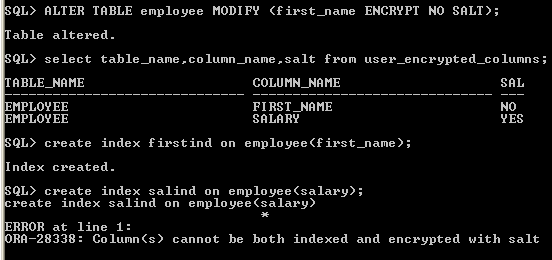 SQL> ALTER TABLE employee MODIFY (first_name ENCRYPT NO SALT);
Table altered.
SQL> select table_name,column_name,salt from user_encrypted_columns;
TABLE_NAME COLUMN_NAME SAL
------------------------------ ------------------------------ ---
EMPLOYEE FIRST_NAME NO
EMPLOYEE SALARY YES
SQL> create index firstind on employee(first_name);
Index created.
SQL> create index salind on employee(salary);
create index salind on employee(salary)
*
ERROR at line 1:
ORA-28338: Column(s) cannot be both indexed and encrypted with salt